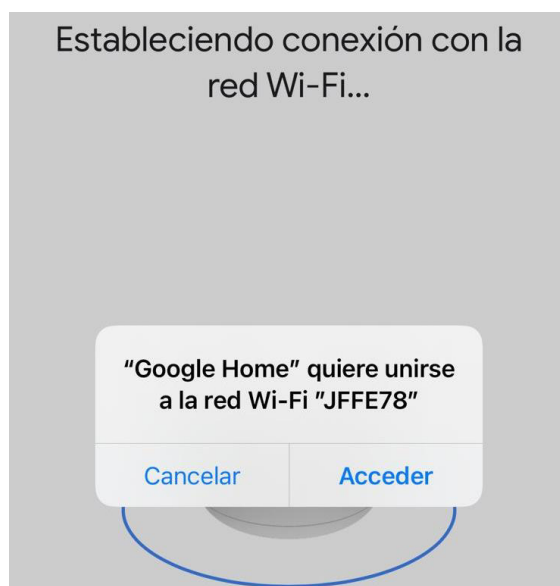 Estableciendo conexión con la
red Wi-Fi...
“Google Home” quiere unirse
a la red Wi-Fi "JFFE78"
Cancelar
Acceder